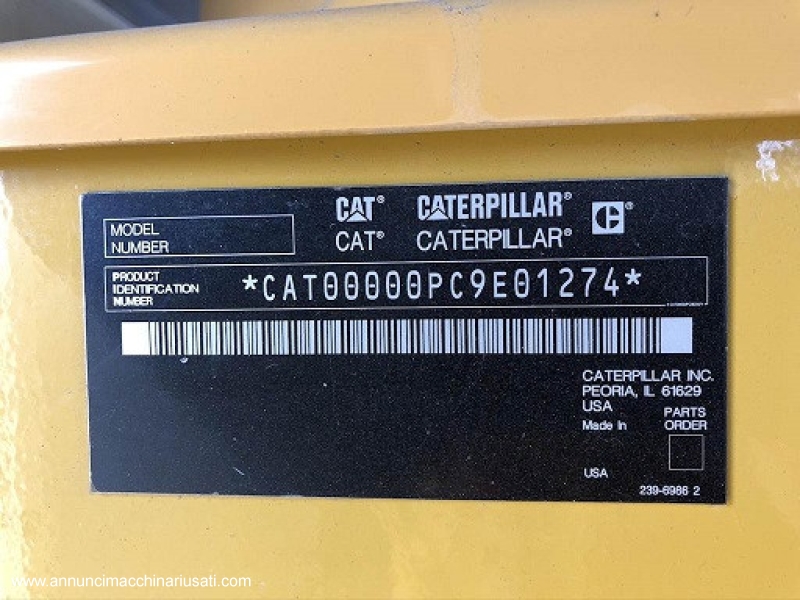 CAT® CATERPILLAR®
CAT® CATERPILLAR®
MODEL
NUMBER
PRODUCT
IDENTIFICATION
NUMBER
*CAT00000PC9E01274*
CATERPILLAR INC.
PEORIA, IL 61629
USA
Made In
PARTS
ORDER
USA
239-6986 2
www.annuncimacchinariusati.com